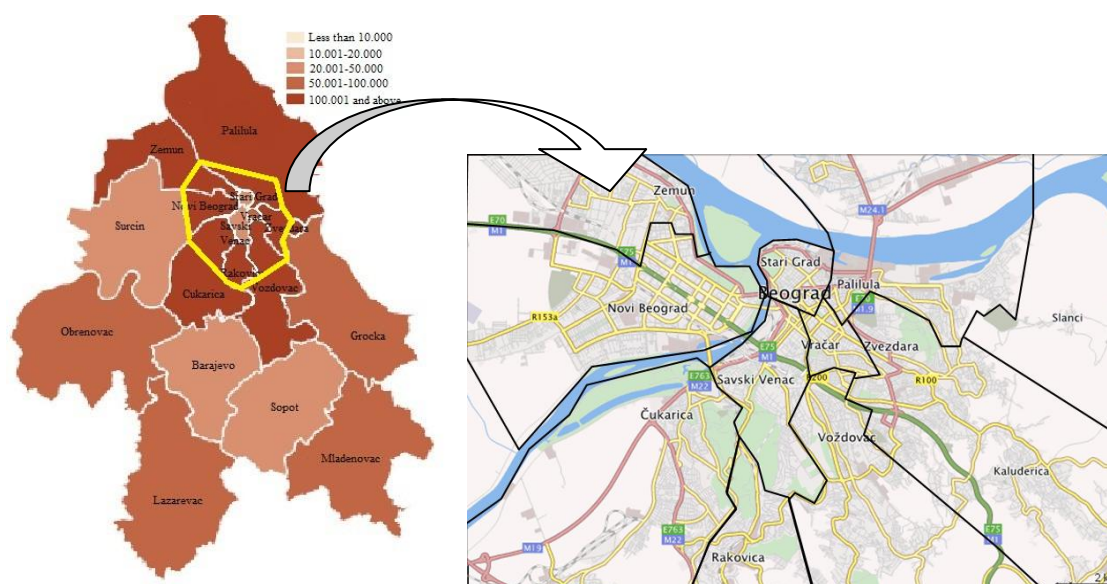 Less than 10.000
10.001-20.000
20.001-50.000
50.001-100.000
100.001 and above
Palilula
Zemun
Stari Grad
Novi Beograd
Vracar
Surcin
Savski
Venac
Rakovica
Vozdovac
Cukarica
Obrenovac
Grocka
Barajevo
Sopot
Mladenovac
Lazarevac
Zemun
M24.1
E70
M1
E75
Stari Grad
Palilula
Beograd
Novi Beograd
R153a
Slanci
E75
M1
Vračar
Zvezdara
E763
M22
Savski Venac
R200
R100
Čukarica
Voždovac
Kaluđerica
E763
M22
E75
M1
M19
Rakovica